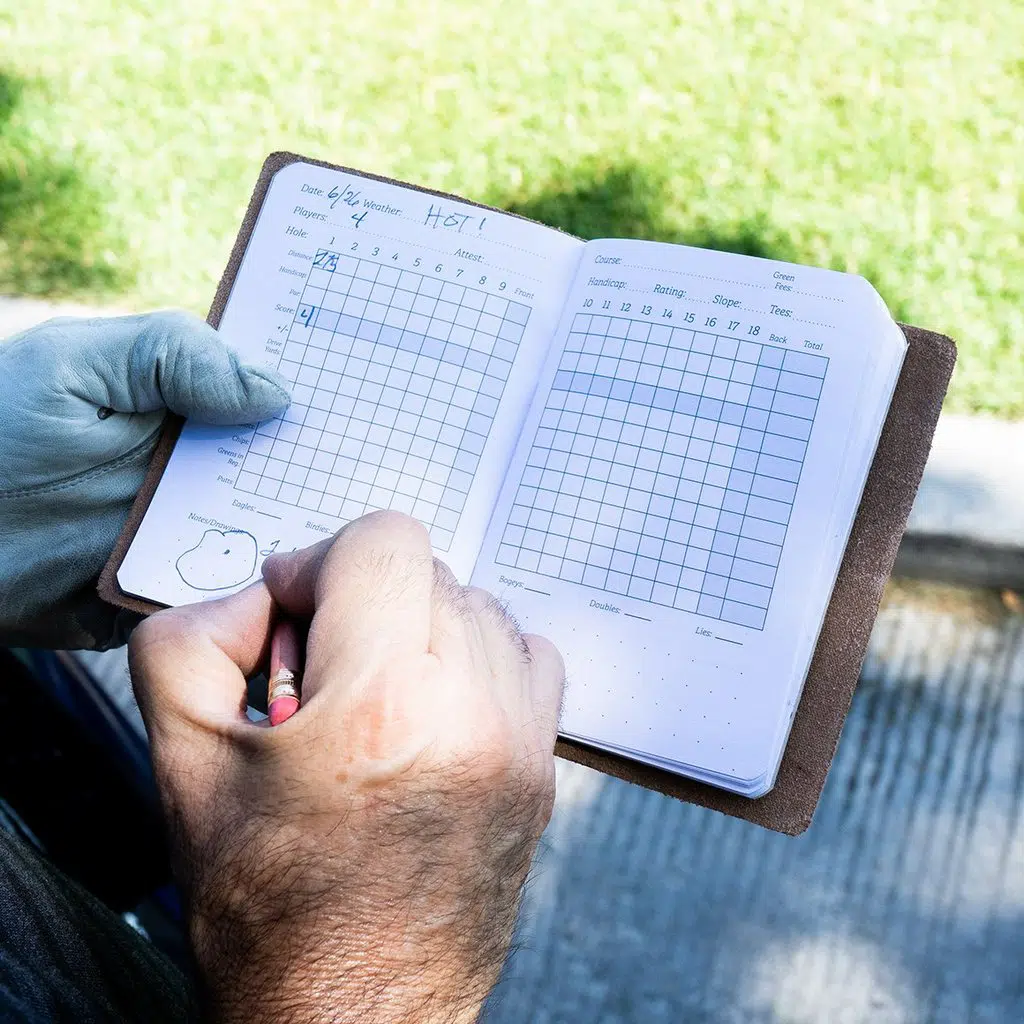 Date: 6/26 Weather: HOT!
Players: 4 Attest:
Hole: 1 2 3 4 5 6 7 8 9 Front
Distance:
Handicap:
Par:
Score: 4
+/-
Drive
Yards:
Chips:
Greens in
Reg:
Putts:
Eagles: Birdies:
Notes/Drawings
Course: Green
Fees:
Handicap: Rating: Slope: Tees:
10 11 12 13 14 15 16 17 18 Back Total
Bogeys: Doubles: Lies: